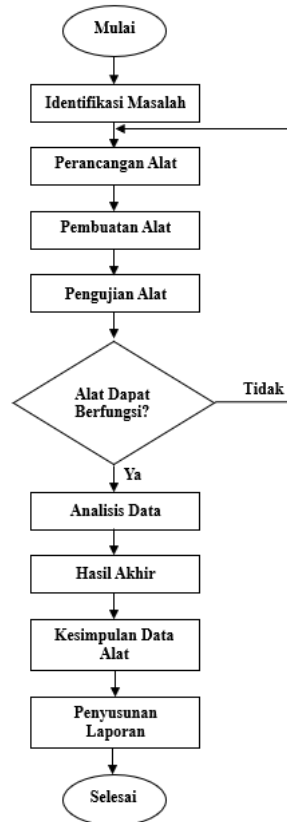 Mulai
Identifikasi Masalah
Perancangan Alat
Pembuatan Alat
Pengujian Alat
Alat Dapat
Berfungsi?
Tidak
Ya
Analisis Data
Hasil Akhir
Kesimpulan Data
Alat
Penyusunan
Laporan
Selesai